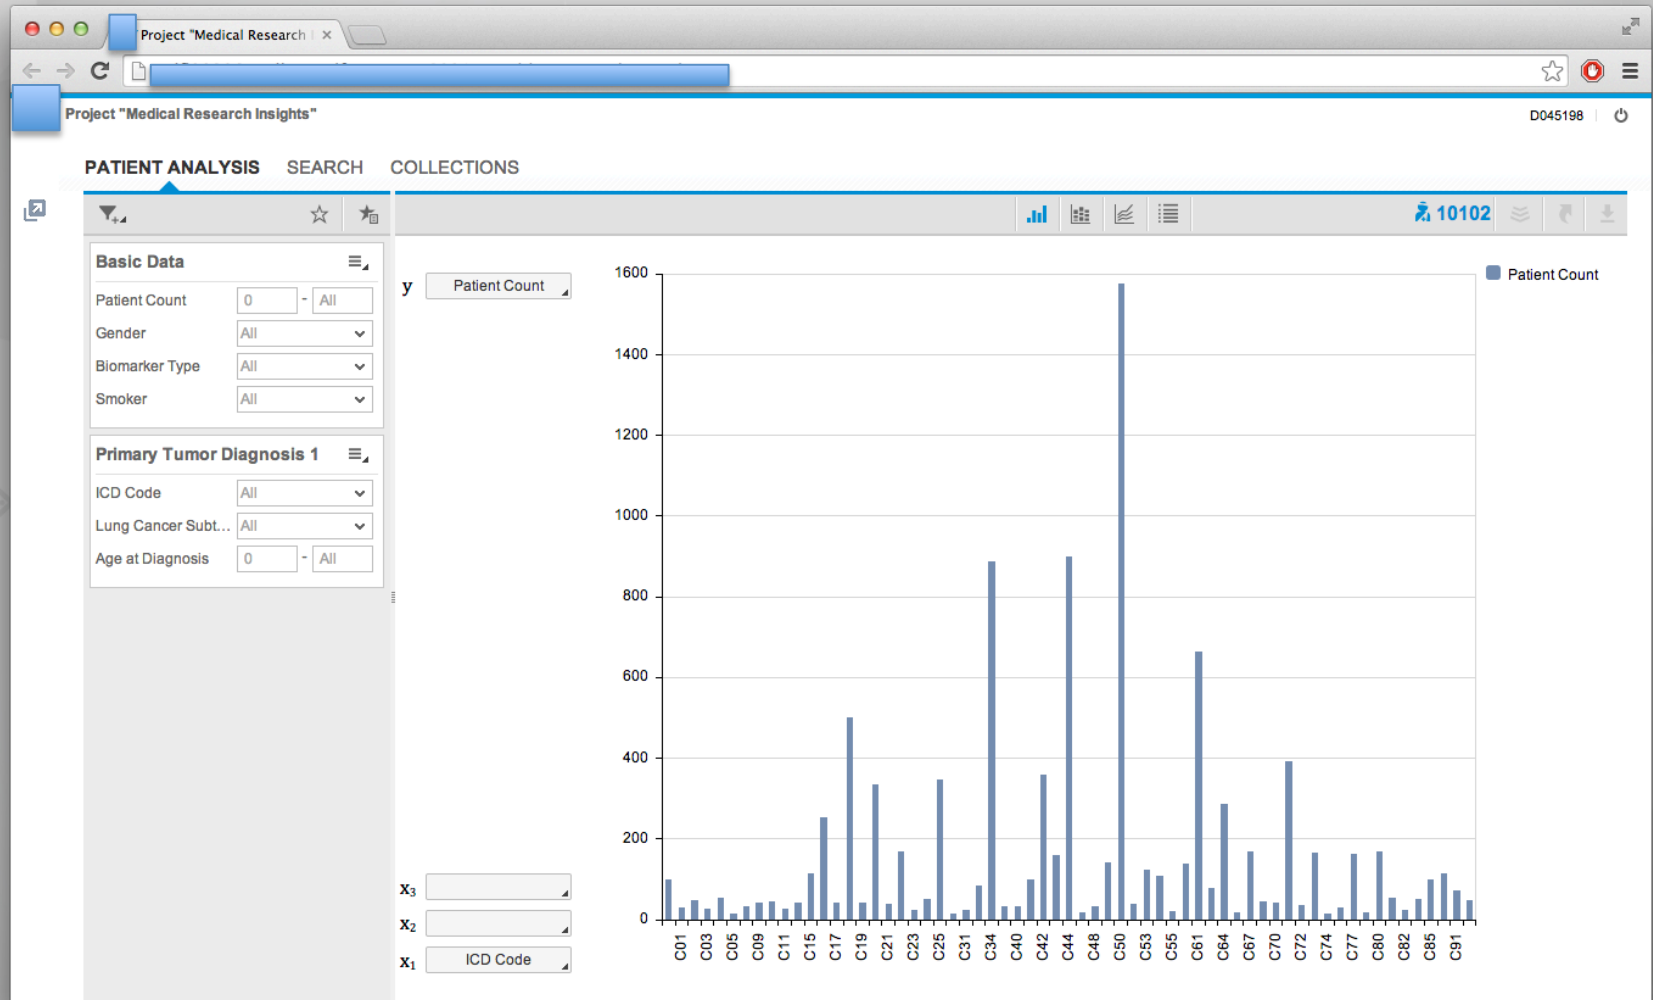 Project "Medical Research
Project "Medical Research Insights"
D045198
PATIENT ANALYSIS SEARCH COLLECTIONS
10102
Basic Data
Patient Count 0 - All
Gender All
Biomarker Type All
Smoker All
Primary Tumor Diagnosis 1
ICD Code All
Lung Cancer Subt... All
Age at Diagnosis 0 - All
y Patient Count
x3
x2
x1 ICD Code
1600
1400
1200
1000
800
600
400
200
0
Patient Count
C01 C03 C05 C09 C11 C15 C17 C19 C21 C23 C25 C31 C34 C40 C42 C44 C48 C50 C53 C55 C61 C64 C67 C70 C72 C74 C77 C80 C82 C85 C91